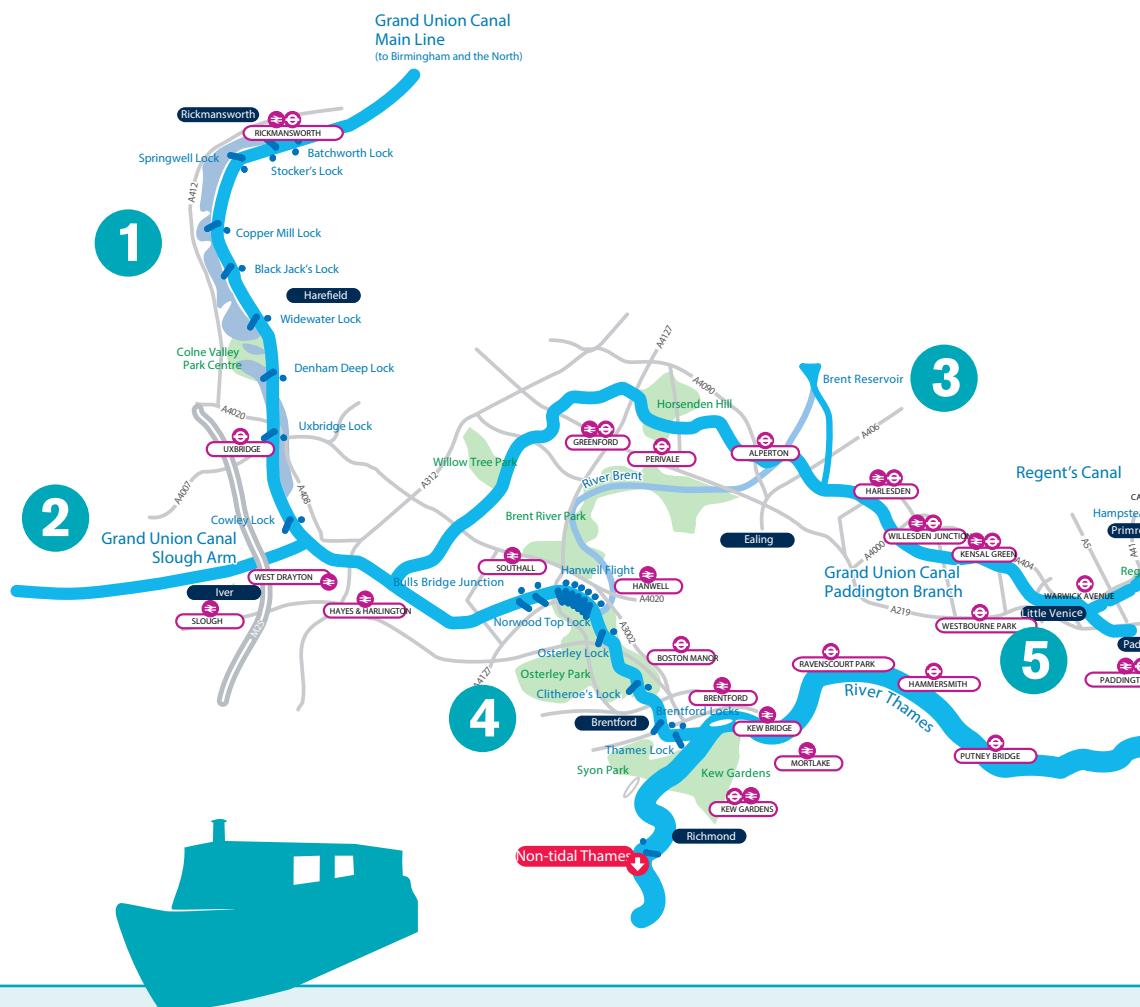 Grand Union Canal
Main Line
(to Birmingham and the North)
Rickmansworth
RICKMANSWORTH
Batchworth Lock
Springwell Lock
Stocker's Lock
A412
1
Copper Mill Lock
Black Jack's Lock
Harefield
Widewater Lock
Colne Valley
Park Centre
Denham Deep Lock
A4020
Uxbridge Lock
UXBRIDGE
A4007
A408
2
Cowley Lock
Grand Union Canal
Slough Arm
WEST DRAYTON
Iver
SLOUGH
M25
HAYES & HARLINGTON
A4127
A4090
Brent Reservoir
3
Horsenden Hill
GREENFORD
PERIVALE
ALPERTON
A406
Willow Tree Park
A312
River Brent
HARLESDEN
Regent's Canal
CA
Hampstea
Primro
Brent River Park
Ealing
WILLESDEN JUNCTION
KENSAL GREEN
A4000
A404
A5
A41
Reg
SOUTHALL
Hanwell Flight
HANWELL
A4020
Bulls Bridge Junction
Grand Union Canal
Paddington Branch
A219
WARWICK AVENUE
Little Venice
WESTBOURNE PARK
Norwood Top Lock
A3002
Osterley Lock
BOSTON MANOR
Pad
PADDINGT
5
Osterley Park
A4127
Clitheroe's Lock
4
RAVENSCOURT PARK
HAMMERSMITH
River Thames
BRENTFORD
Brentford Locks
Brentford
KEW BRIDGE
Thames Lock
MORTLAKE
PUTNEY BRIDGE
Syon Park
Kew Gardens
KEW GARDENS
Richmond
Non-tidal Thames